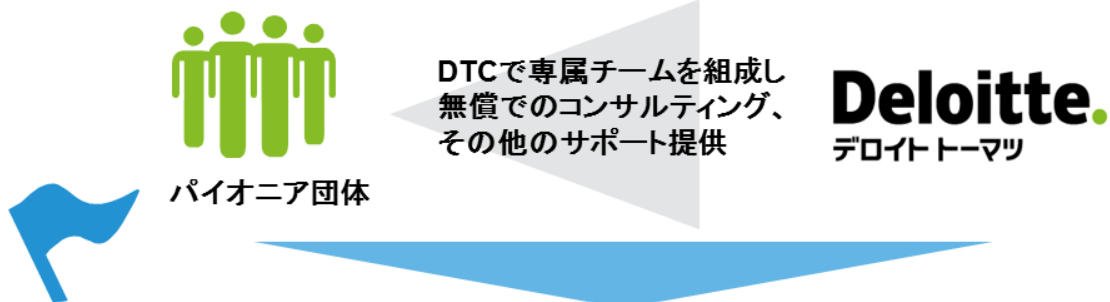 DTCで専属チームを組成し
無償でのコンサルティング、
その他のサポート提供
Deloitte.
デロイト トーマツ
パイオニア団体